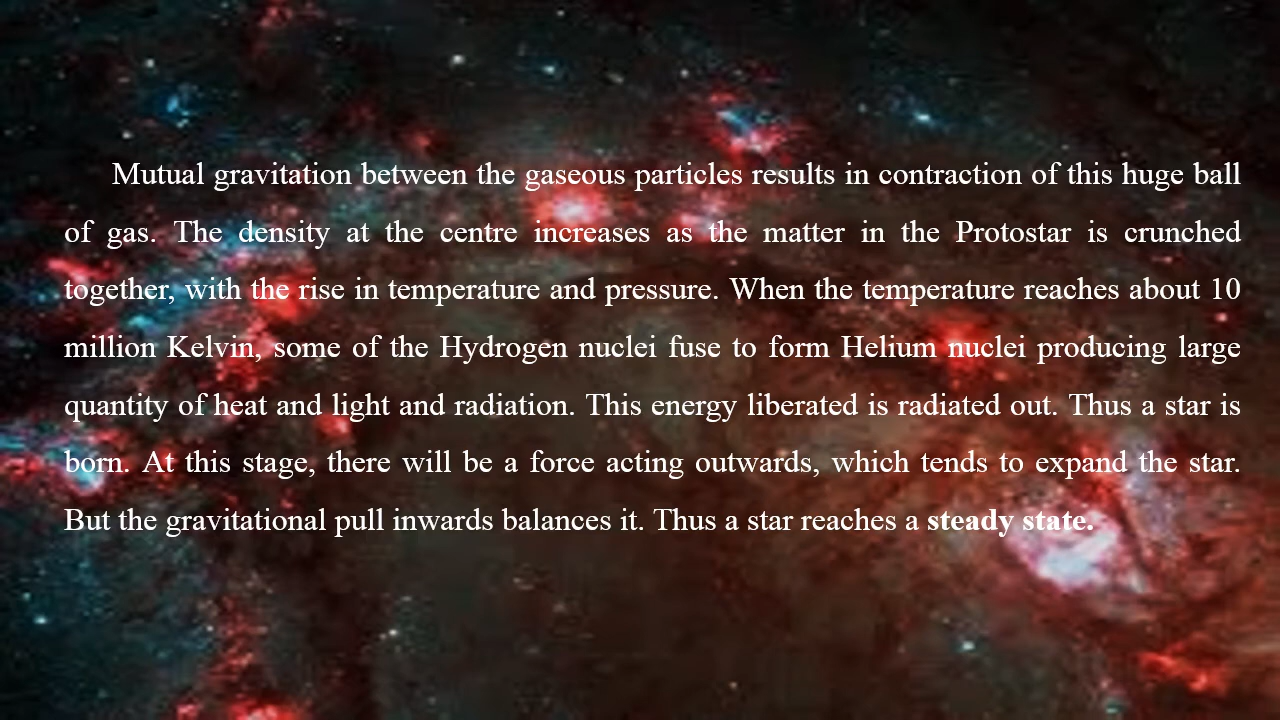 Mutual gravitation between the gaseous particles results in contraction of this huge ball
of gas. The density at the centre increases as the matter in the Protostar is crunched
together, with the rise in temperature and pressure. When the temperature reaches about 10
million Kelvin, some of the Hydrogen nuclei fuse to form Helium nuclei producing large
quantity of heat and light and radiation. This energy liberated is radiated out. Thus a star is
born. At this stage, there will be a force acting outwards, which tends to expand the star.
But the gravitational pull inwards balances it. Thus a star reaches a steady state.